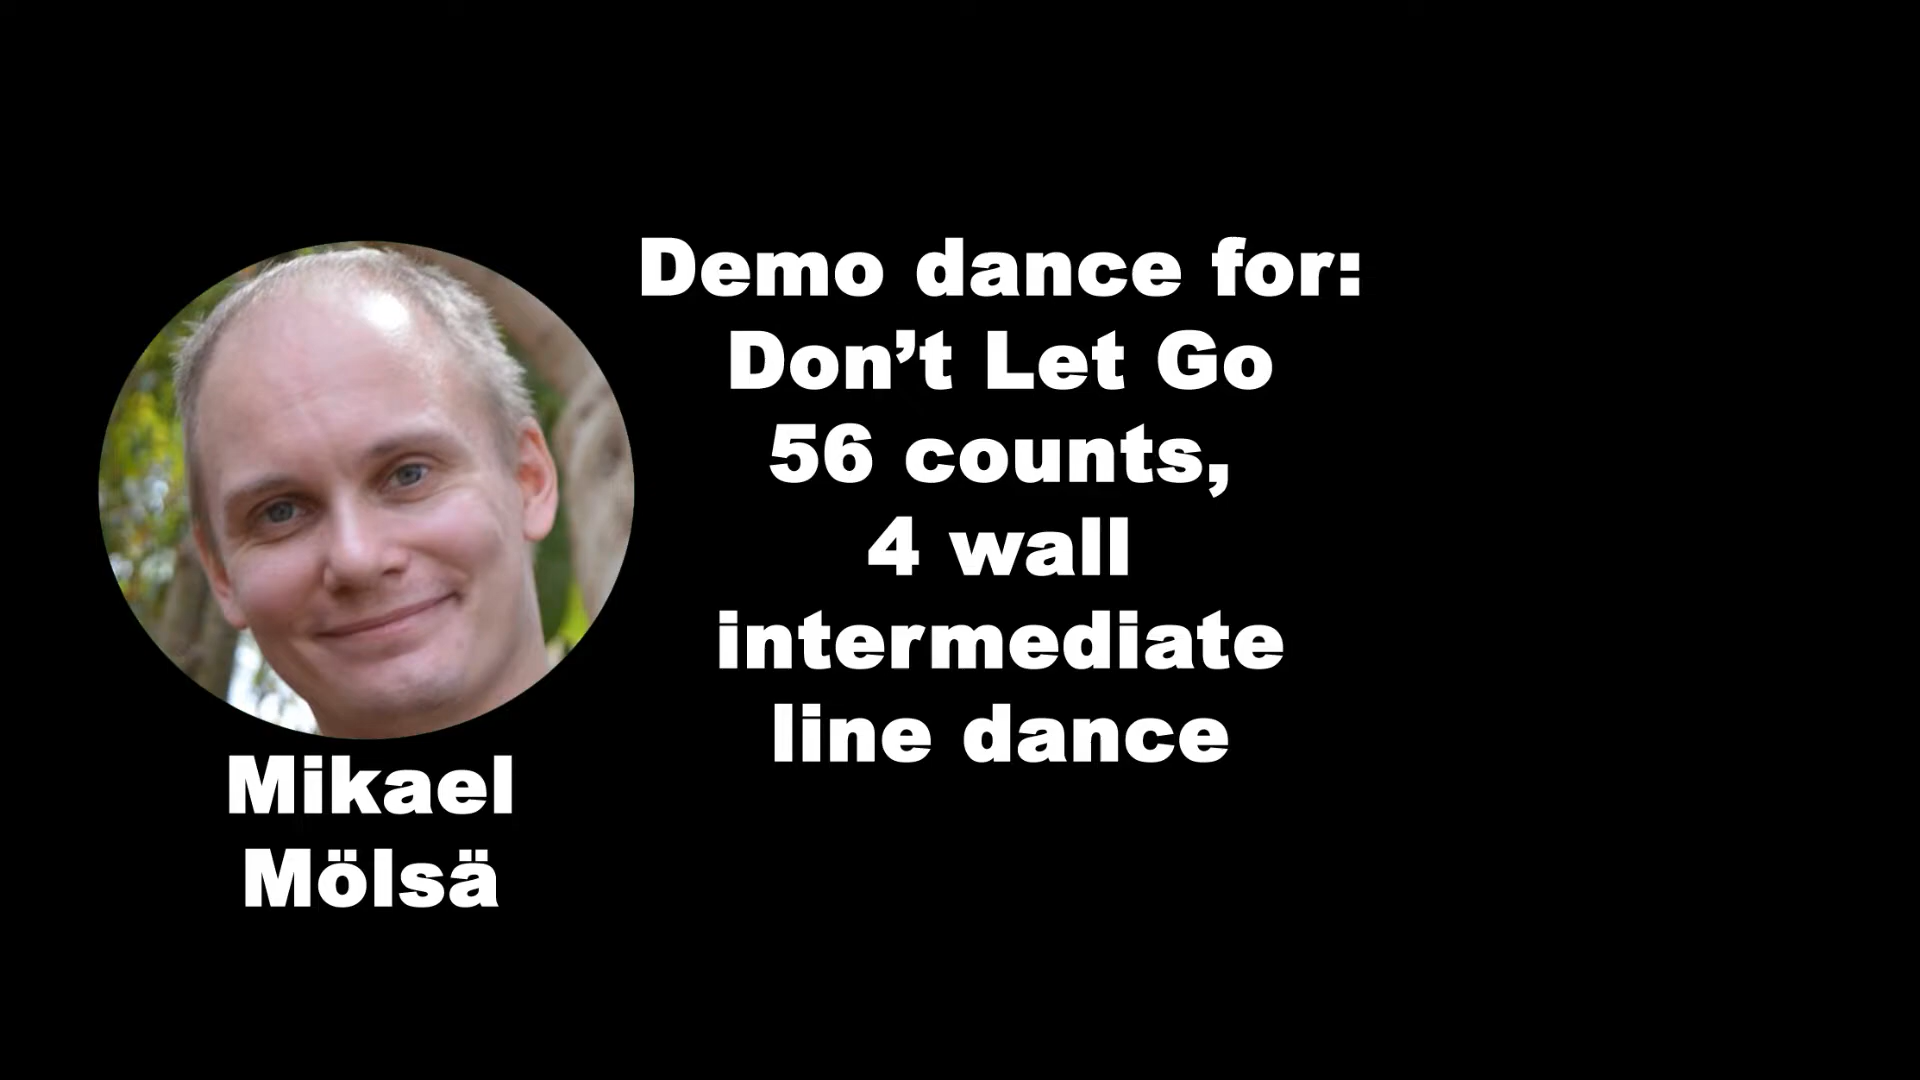 Demo dance for:
Don’t Let Go
56 counts,
4 wall
intermediate
line dance
Mikael
Mölsä